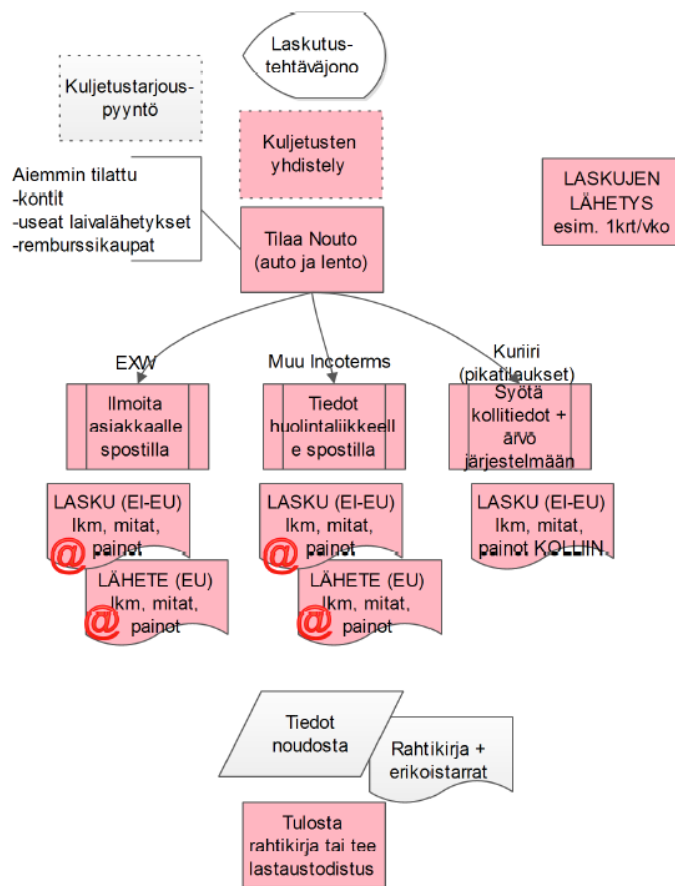 Laskutus-
tehtäväjono
Kuljetustarjous-
pyyntö
Kuljetusten
yhdistely
Aiemmin tilattu
-kontit
-useat laivalähetykset
-remburssikaupat
Tilaa Nouto
(auto ja lento)
LASKUJEN
LÄHETYS
esim. 1krt/vko
EXW
Muu Incoterms
Kuriiri
(pikatilaukset)
Ilmoita
asiakkaalle
spostilla
Tiedot
huolintaliikkeell
e spostilla
Syötä
kollitiedot +
arvo
järjestelmään
LASKU (EI-EU)
lkm, mitat,
painot
@
LÄHETE (EU)
lkm, mitat,
painot
@
LASKU (EI-EU)
lkm, mitat,
painot
@
LÄHETE (EU)
lkm, mitat,
painot
@
LASKU (EI-EU)
lkm, mitat,
painot KOLLIIN
Tiedot
noudosta
Rahtikirja +
erikoistarrat
Tulosta
rahtikirja tai tee
lastaustodistus